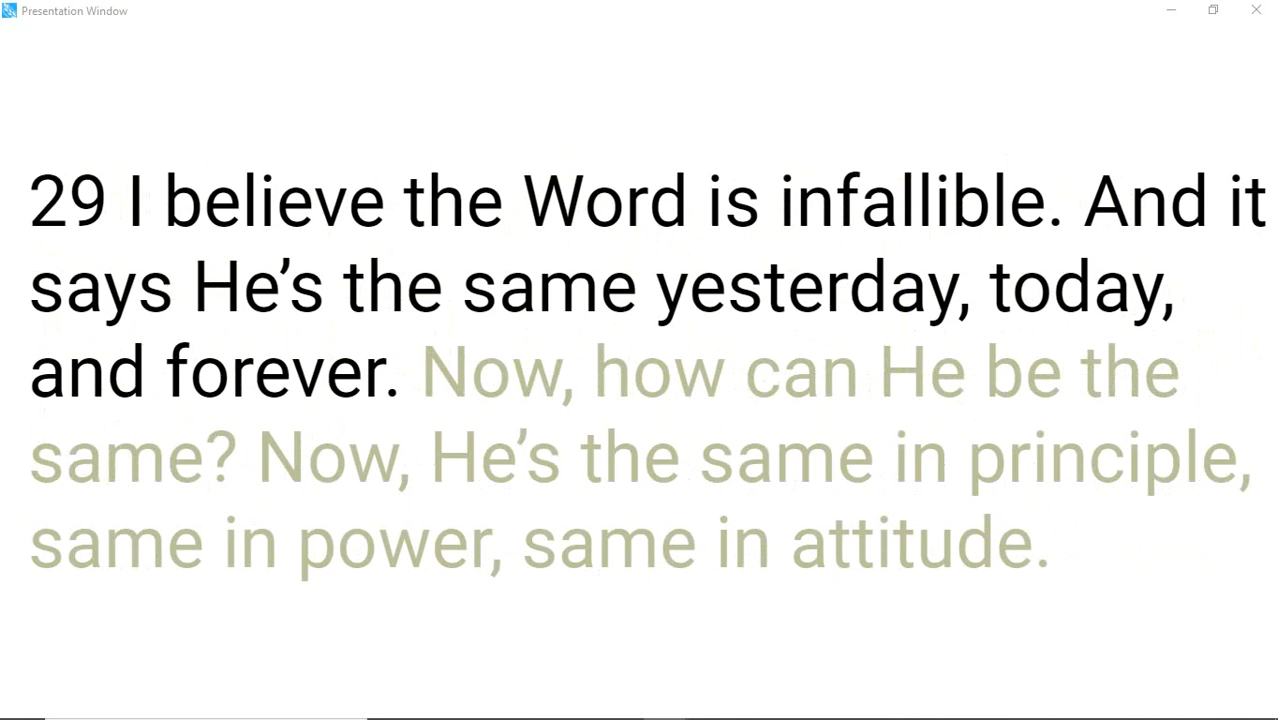 Presentation Window
29 I believe the Word is infallible. And it
says He’s the same yesterday, today,
and forever. Now, how can He be the
same? Now, He’s the same in principle,
same in power, same in attitude.